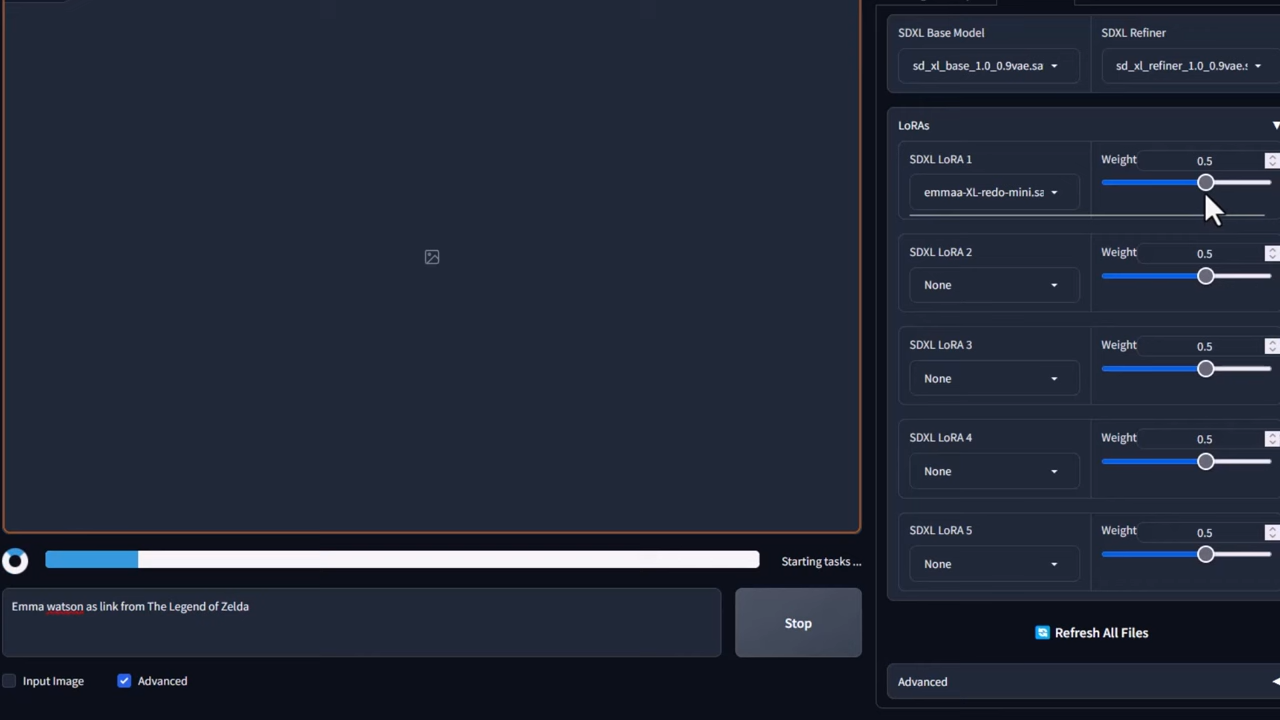 SDXL Base Model
SDXL Refiner
sd_xl_base_1.0_0.9vae.sa
sd_xl_refiner_1.0_0.9vae.s
LoRAs
SDXL LoRA 1
Weight
0.5
emmaa-XL-redo-mini.sa
SDXL LoRA 2
Weight
0.5
None
SDXL LoRA 3
Weight
0.5
None
SDXL LoRA 4
Weight
0.5
None
SDXL LoRA 5
Weight
0.5
None
Starting tasks ...
Emma watson as link from The Legend of Zelda
Stop
Refresh All Files
Input Image
Advanced
Advanced